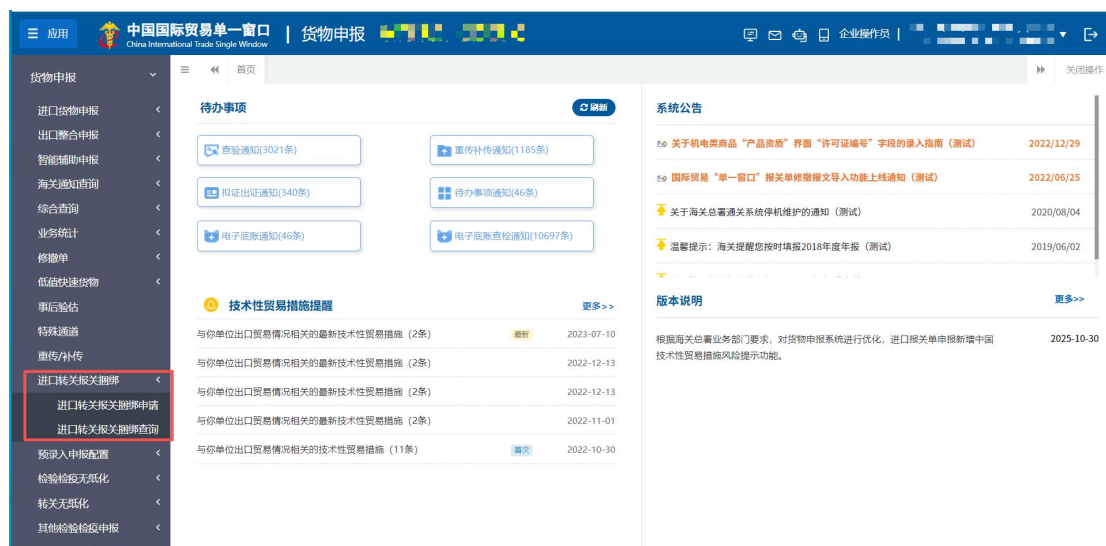 应用
中国国际贸易单一窗口
China International Trade Single Window
货物申报
企业操作员
货物申报
首页
关闭操作
进口货物申报
出口整合申报
智能辅助申报
海关通知查询
综合查询
业务统计
修撤单
低值快速货物
事后验估
特殊通道
重传/补传
进口转关报关捆绑
进口转关报关捆绑申请
进口转关报关捆绑查询
预录入申报配置
检验检疫无纸化
转关无纸化
其他检验检疫申报
待办事项
刷新
查验通知(3021条)
重传补传通知(1185条)
拟证出证通知(340条)
待办事项通知(46条)
电子底账通知(46条)
电子底账查检通知(10697条)
技术性贸易措施提醒
更多>>
与你单位出口贸易情况相关的最新技术性贸易措施（2条） 最新 2023-07-10
与你单位出口贸易情况相关的最新技术性贸易措施（2条） 2022-12-13
与你单位出口贸易情况相关的最新技术性贸易措施（2条） 2022-12-13
与你单位出口贸易情况相关的最新技术性贸易措施（2条） 2022-11-01
与你单位出口贸易情况相关的技术性贸易措施（11条） 首次 2022-10-30
系统公告
关于机电类商品“产品资质”界面“许可证编号”字段的录入指南（测试） 2022/12/29
国际贸易“单一窗口”报关单修撤报文导入功能上线通知（测试） 2022/06/25
关于海关总署通关系统停机维护的通知（测试） 2020/08/04
温馨提示：海关提醒您按时填报2018年度年报（测试） 2019/06/02
版本说明
更多>>
根据海关总署业务部门要求，对货物申报系统进行优化，进口报关单申报新增中国 2025-10-30
技术性贸易措施风险提示功能。